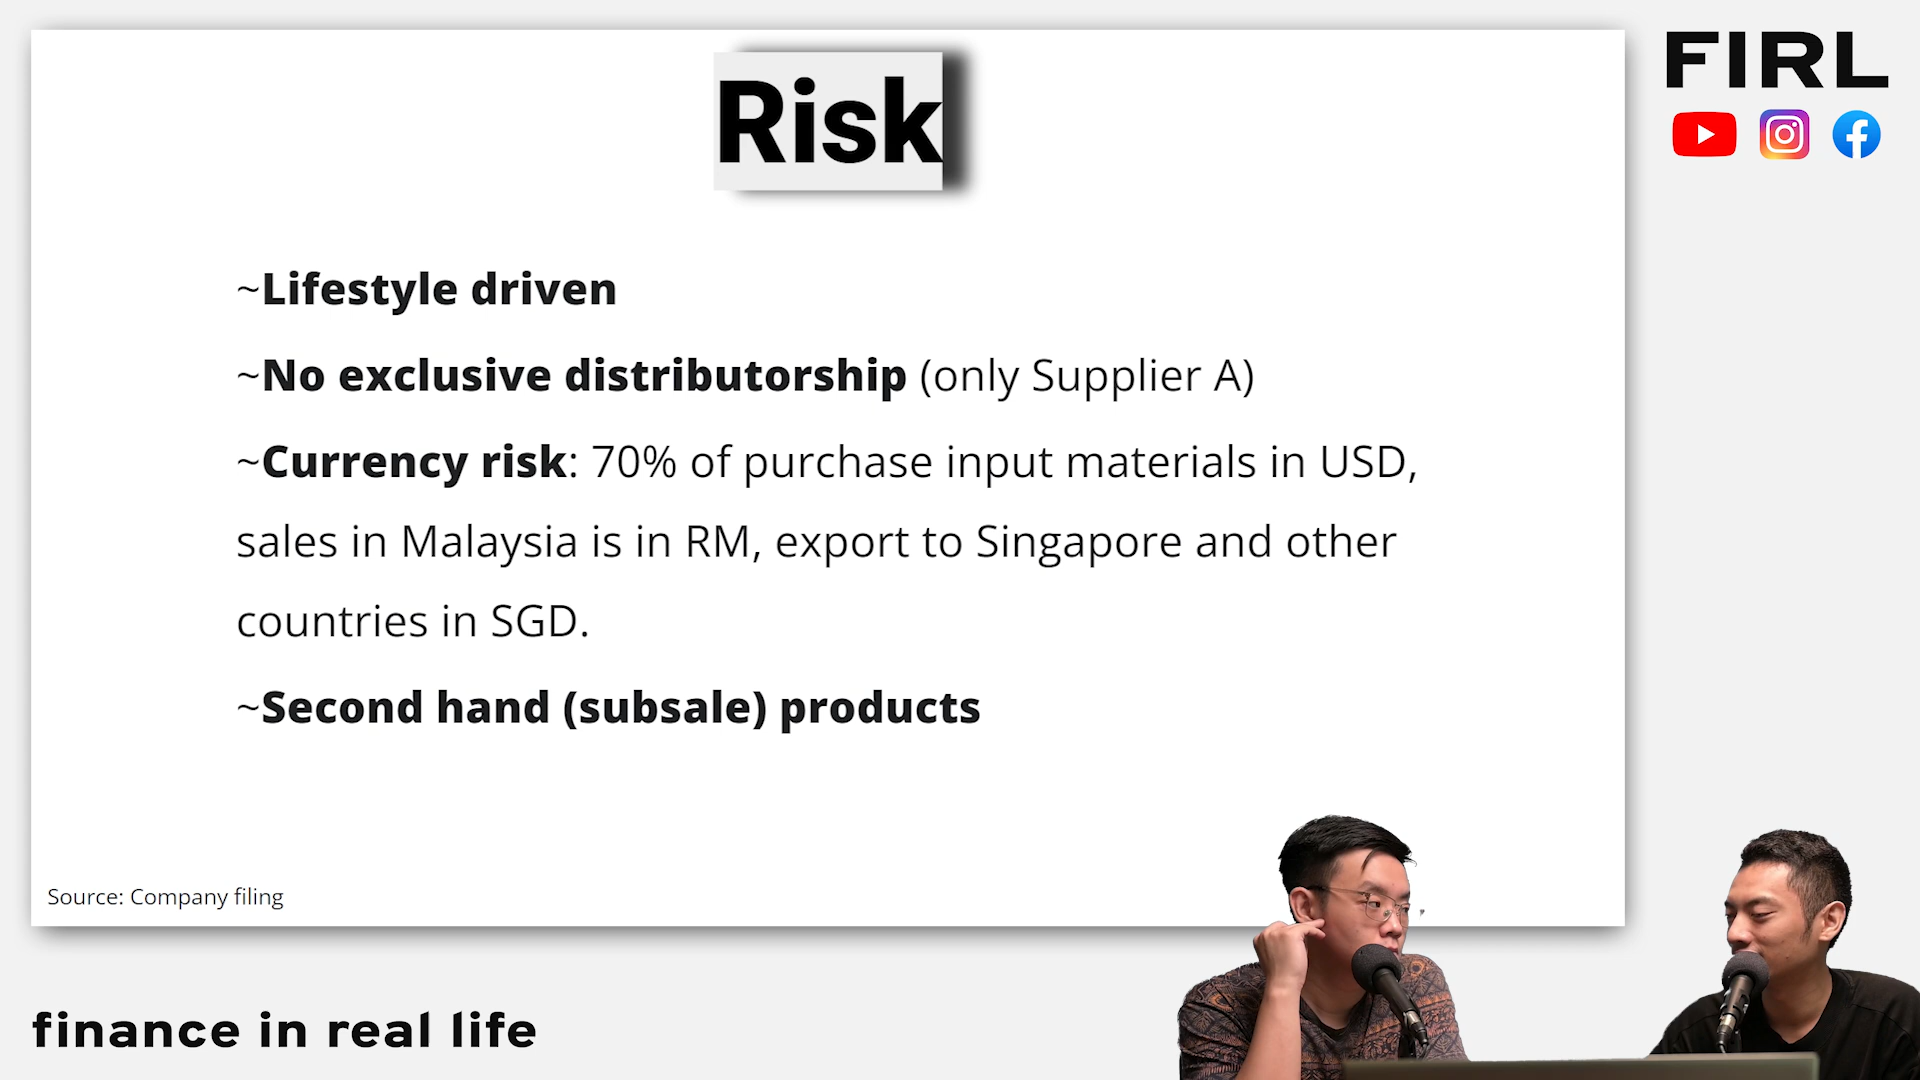 FIRL
Risk
~Lifestyle driven
~No exclusive distributorship (only Supplier A)
~Currency risk: 70% of purchase input materials in USD,
sales in Malaysia is in RM, export to Singapore and other
countries in SGD.
~Second hand (subsale) products
Source: Company filing
finance in real life